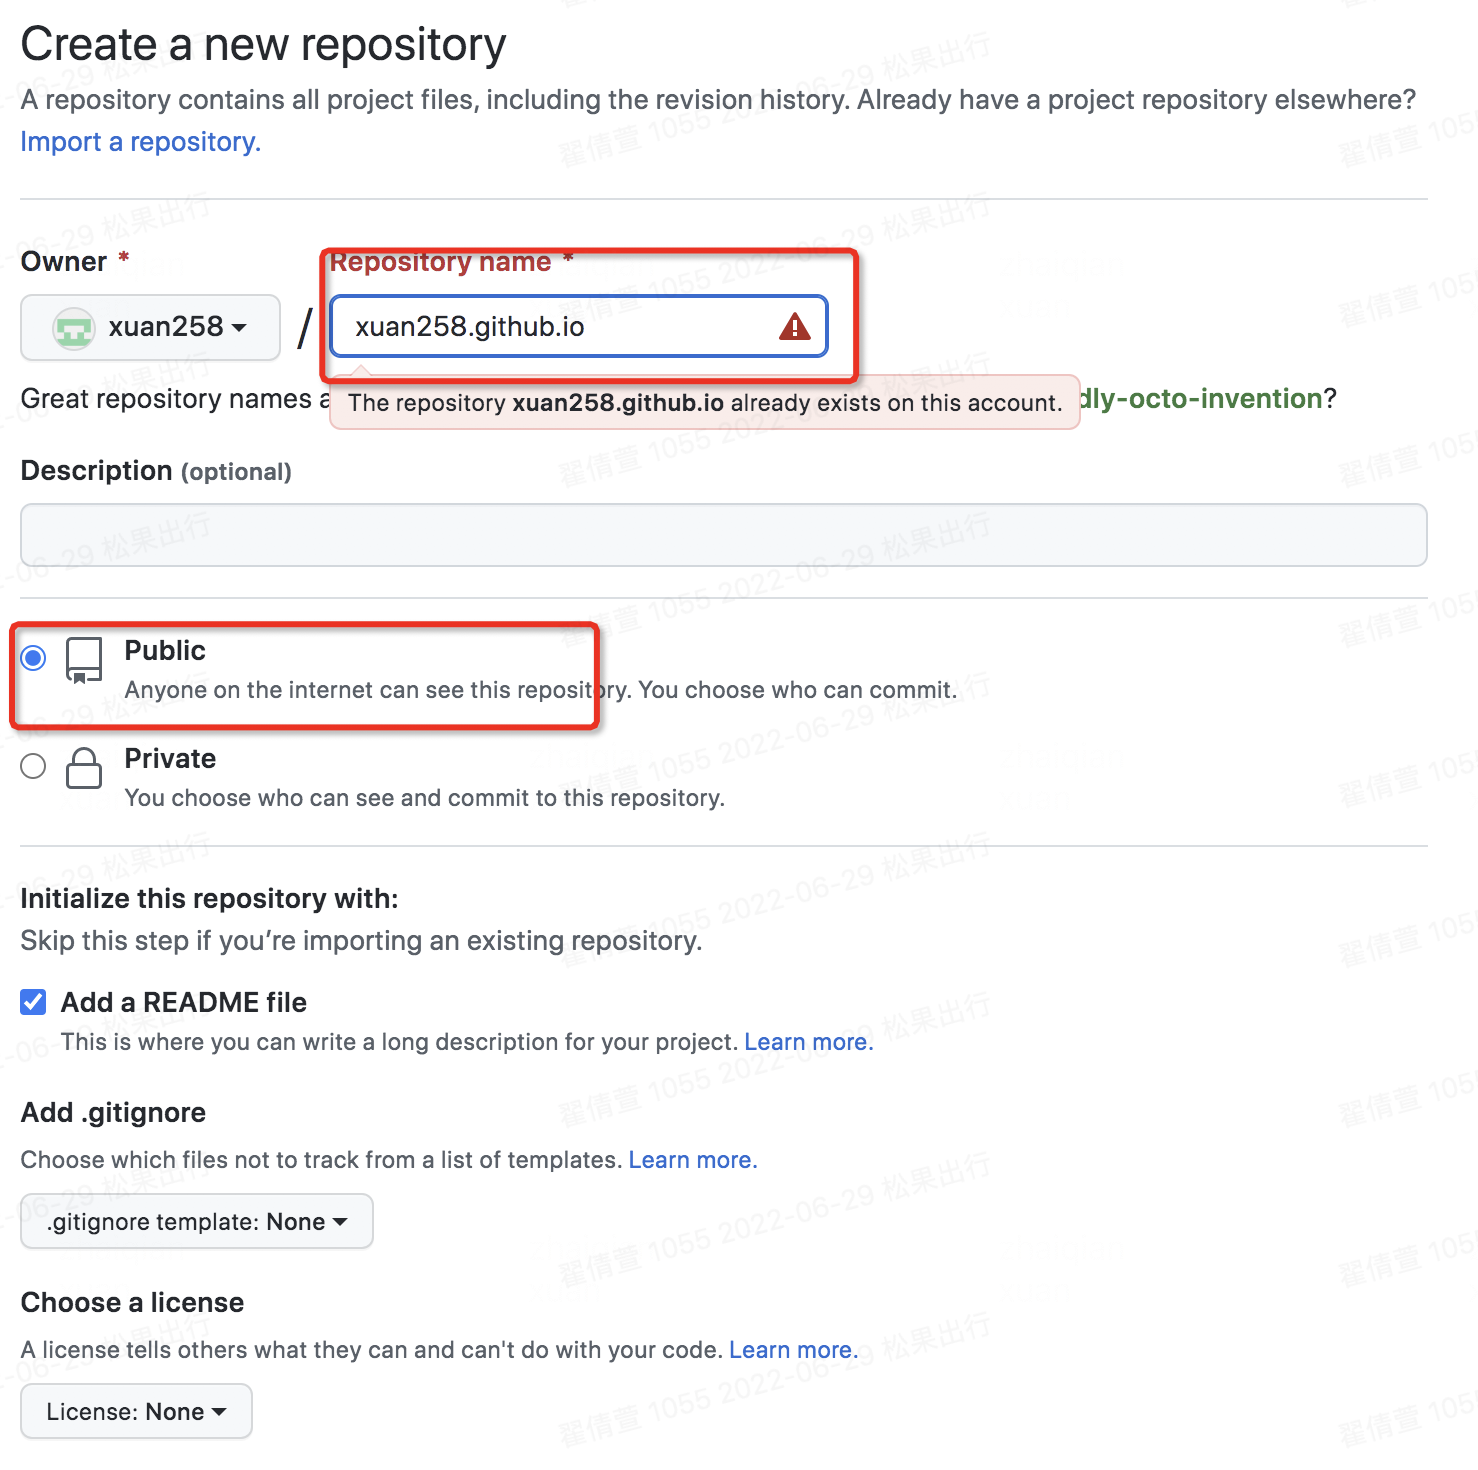 Create a new repository
A repository contains all project files, including the revision history. Already have a project repository elsewhere?
Import a repository.
Owner *
Repository name *
xuan258
/
xuan258.github.io
Great repository names a
The repository xuan258.github.io already exists on this account.
dly-octo-invention?
Description (optional)
Public
Anyone on the internet can see this repository. You choose who can commit.
Private
You choose who can see and commit to this repository.
Initialize this repository with:
Skip this step if you’re importing an existing repository.
Add a README file
This is where you can write a long description for your project. Learn more.
Add .gitignore
Choose which files not to track from a list of templates. Learn more.
.gitignore template: None
Choose a license
A license tells others what they can and can't do with your code. Learn more.
License: None
翟倩萱 1055 2022-06-29 松果出行